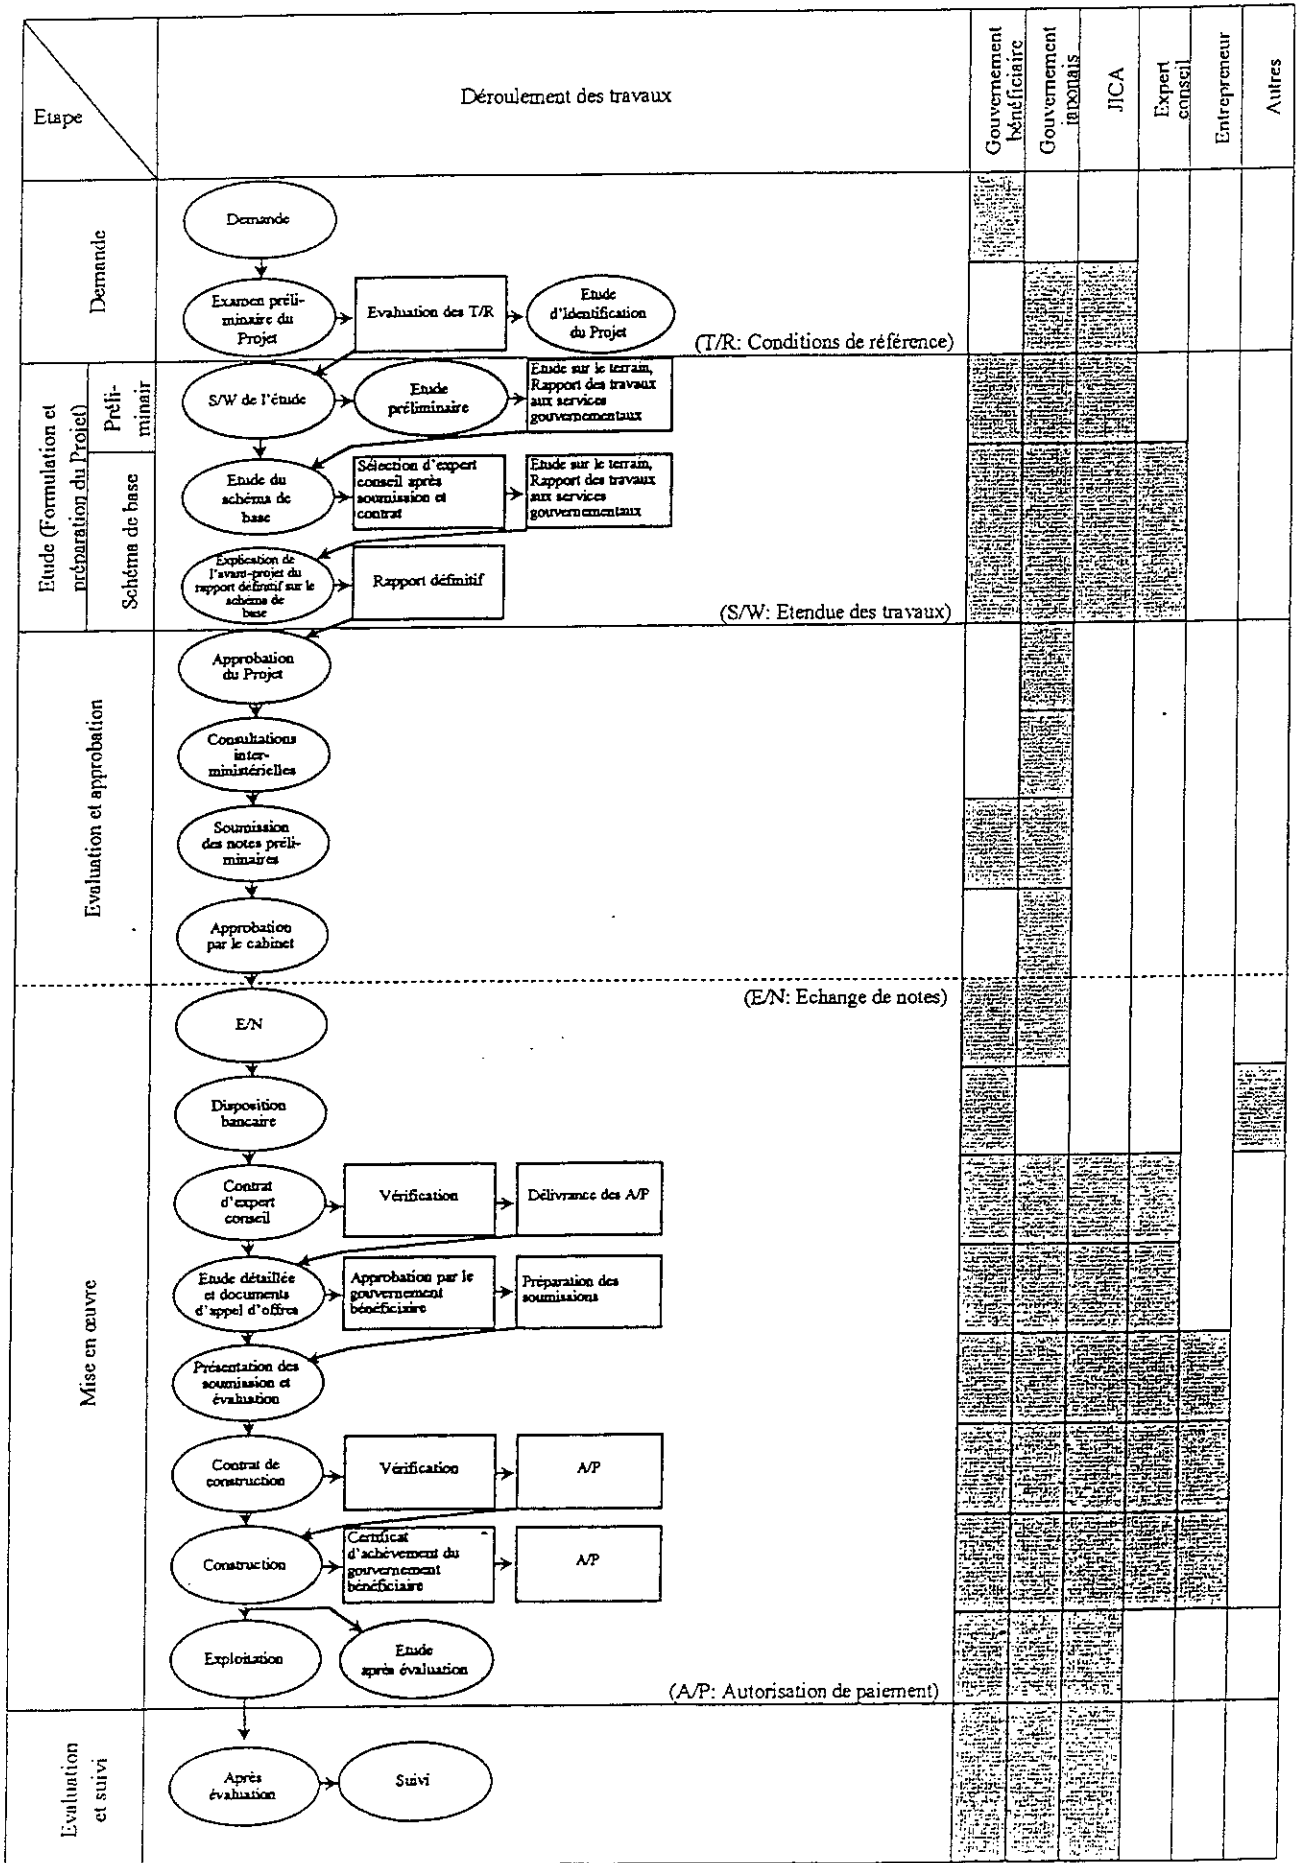 Etape
Déroulement des travaux
Gouvernement
bénéficiaire
Gouvernement
japonais
JICA
Expert
conseil
Entrepreneur
Autres
Demande
Demande
Examen préli-
minaire du
Projet
Evaluation des T/R
Etude
d'Identification
du Projet
(T/R: Conditions de référence)
Etude (Formulation et
préparation du Projet)
Préli-
minair
S/W de l'étude
Etude
préliminaire
Etude sur le terrain,
Rapport des travaux
aux services
gouvernementaux
Schéma de base
Etude du
schéma de
base
Sélection d'expert
conseil après
soumission et
contrat
Etude sur le terrain,
Rapport des travaux
aux services
gouvernementaux
Explication de
l'avant-projet du
rapport définitif sur le
schéma de
base
Rapport définitif
(S/W: Etendue des travaux)
Evaluation et approbation
Approbation
du Projet
Consultations
inter-
ministérielles
Soumission
des notes préli-
minaires
Approbation
par le cabinet
(E/N: Echange de notes)
Mise en œuvre
E/N
Disposition
bancaire
Contrat
d'expert
conseil
Vérification
Délivrance des A/P
Etude détaillée
et documents
d'appel d'offres
Approbation par le
gouvernement
bénéficiaire
Préparation des
soumissions
Présentation des
soumission et
évaluation
Contrat de
construction
Vérification
A/P
Construction
Certificat
d'achèvement du
gouvernement
bénéficiaire
A/P
Exploitation
Etude
après évaluation
(A/P: Autorisation de paiement)
Evaluation
et suivi
Après
évaluation
Suivi